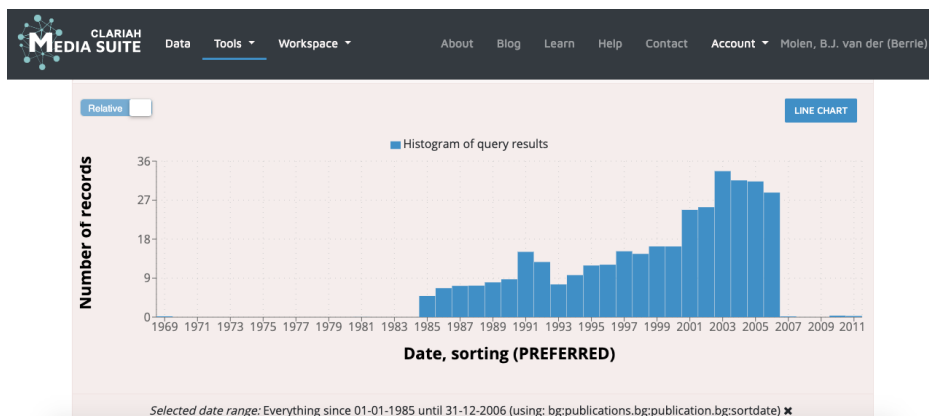 CLARIAH
MEDIA SUITE
Data Tools Workspace About Blog Learn Help Contact Account Molen, B.J. van der (Berrie)
Relative
LINE CHART
Histogram of query results
Number of records
36
27
18
9
0
1969 1971 1973 1975 1977 1979 1981 1983 1985 1987 1989 1991 1993 1995 1997 1999 2001 2003 2005 2007 2009 2011
Date, sorting (PREFERRED)
Selected date range: Everything since 01-01-1985 until 31-12-2006 (using: bg:publications.bg:publication.bg:sortdate) ✖